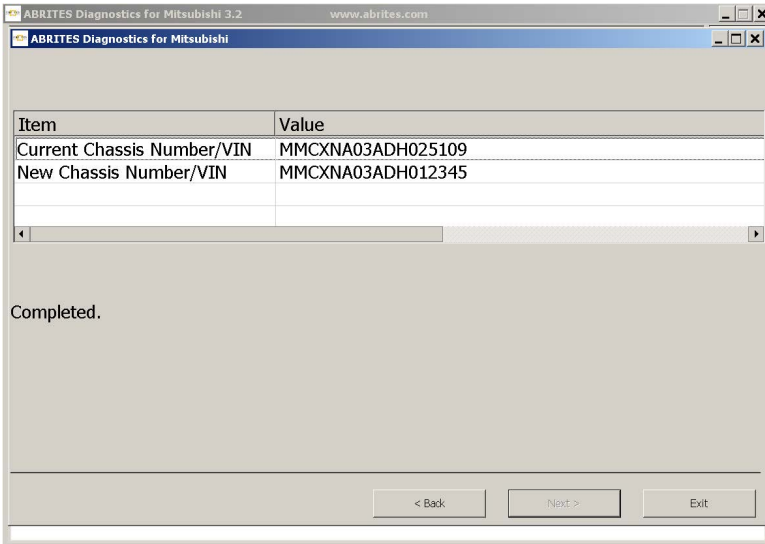 ABRITES Diagnostics for Mitsubishi 3.2 www.abrites.com
ABRITES Diagnostics for Mitsubishi
Item Value
Current Chassis Number/VIN MMCXNA03ADH025109
New Chassis Number/VIN MMCXNA03ADH012345
Completed.
< Back Next > Exit